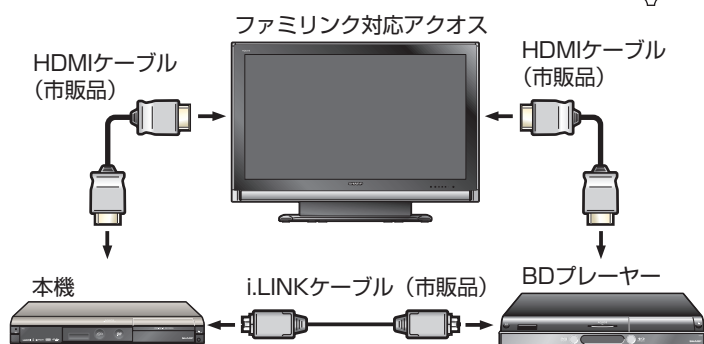 ファミリンク対応アクオス
HDMIケーブル
（市販品）
HDMIケーブル
（市販品）
本機
i.LINKケーブル（市販品）
BDプレーヤー